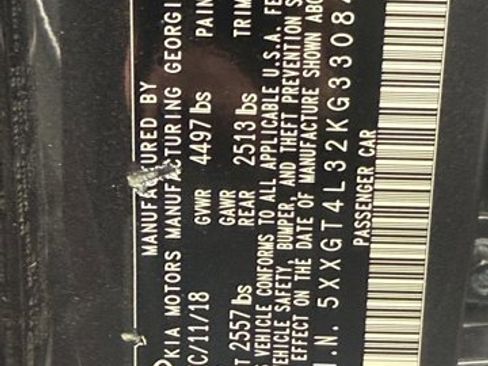 MANUFACTURED BY
KIA MOTORS MANUFACTURING GEORGI
C/11/18 GVWR 4497 lbs PAIN
GAWR
T 2557 lbs REAR 2513 lbs TRIM
S VEHICLE CONFORMS TO ALL APPLICABLE U.S.A. FE
EHICLE SAFETY, BUMPER, AND THEFT PREVENTION S
EFFECT ON THE DATE OF MANUFACTURE SHOWN ABO
I.N. 5XXGT4L32KG33084
PASSENGER CAR